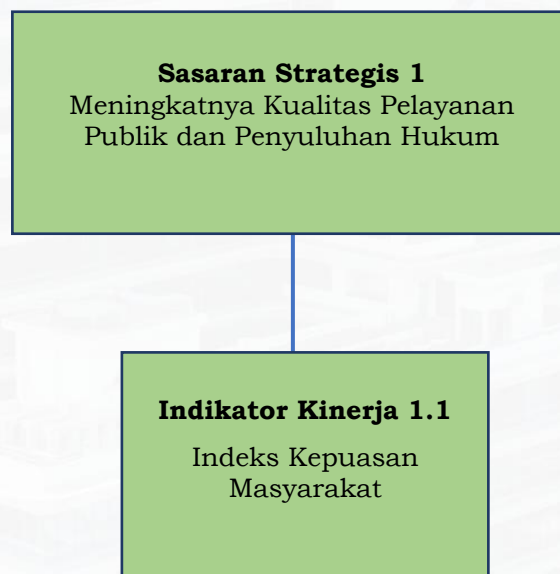 Sasaran Strategis 1
Meningkatnya Kualitas Pelayanan
Publik dan Penyuluhan Hukum
Indikator Kinerja 1.1
Indeks Kepuasan
Masyarakat